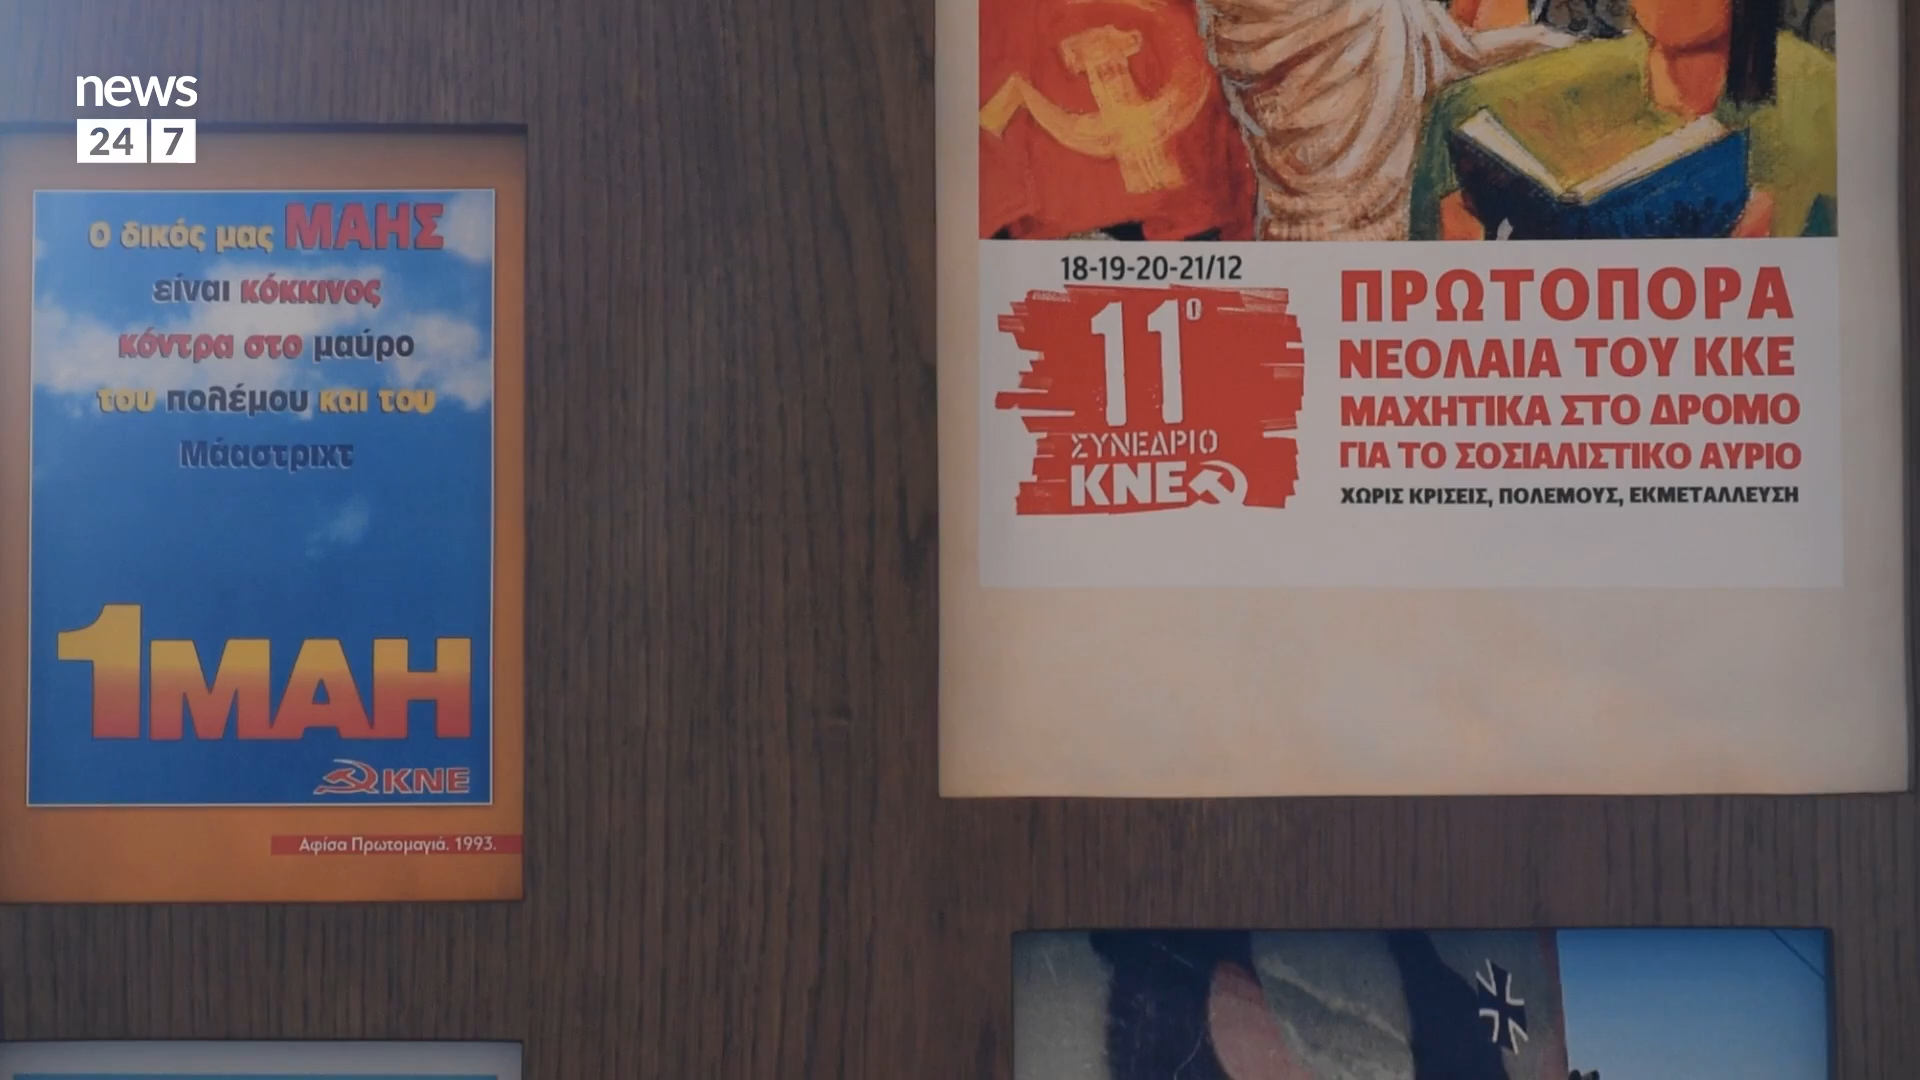 news
24 7
Ο δικός μας ΜΑΗΣ
είναι κόκκινος
κόντρα στο μαύρο
του πολέμου και του
Μάαστριχτ
1ΜΑΗ
ΚΝΕ
Αφίσα Πρωτομαγιά. 1993.
18-19-20-21/12
11ο
ΣΥΝΕΔΡΙΟ
ΚΝΕ
ΠΡΩΤΟΠΟΡΑ
ΝΕΟΛΑΙΑ ΤΟΥ ΚΚΕ
ΜΑΧΗΤΙΚΑ ΣΤΟ ΔΡΟΜΟ
ΓΙΑ ΤΟ ΣΟΣΙΑΛΙΣΤΙΚΟ ΑΥΡΙΟ
ΧΩΡΙΣ ΚΡΙΣΕΙΣ, ΠΟΛΕΜΟΥΣ, ΕΚΜΕΤΑΛΛΕΥΣΗ